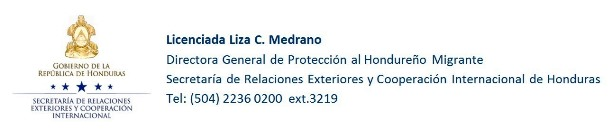 GOBIERNO DE LA
REPÚBLICA DE HONDURAS
SECRETARÍA DE RELACIONES
EXTERIORES Y COOPERACIÓN
INTERNACIONAL
Licenciada Liza C. Medrano
Directora General de Protección al Hondureño Migrante
Secretaría de Relaciones Exteriores y Cooperación Internacional de Honduras
Tel: (504) 2236 0200 ext.3219